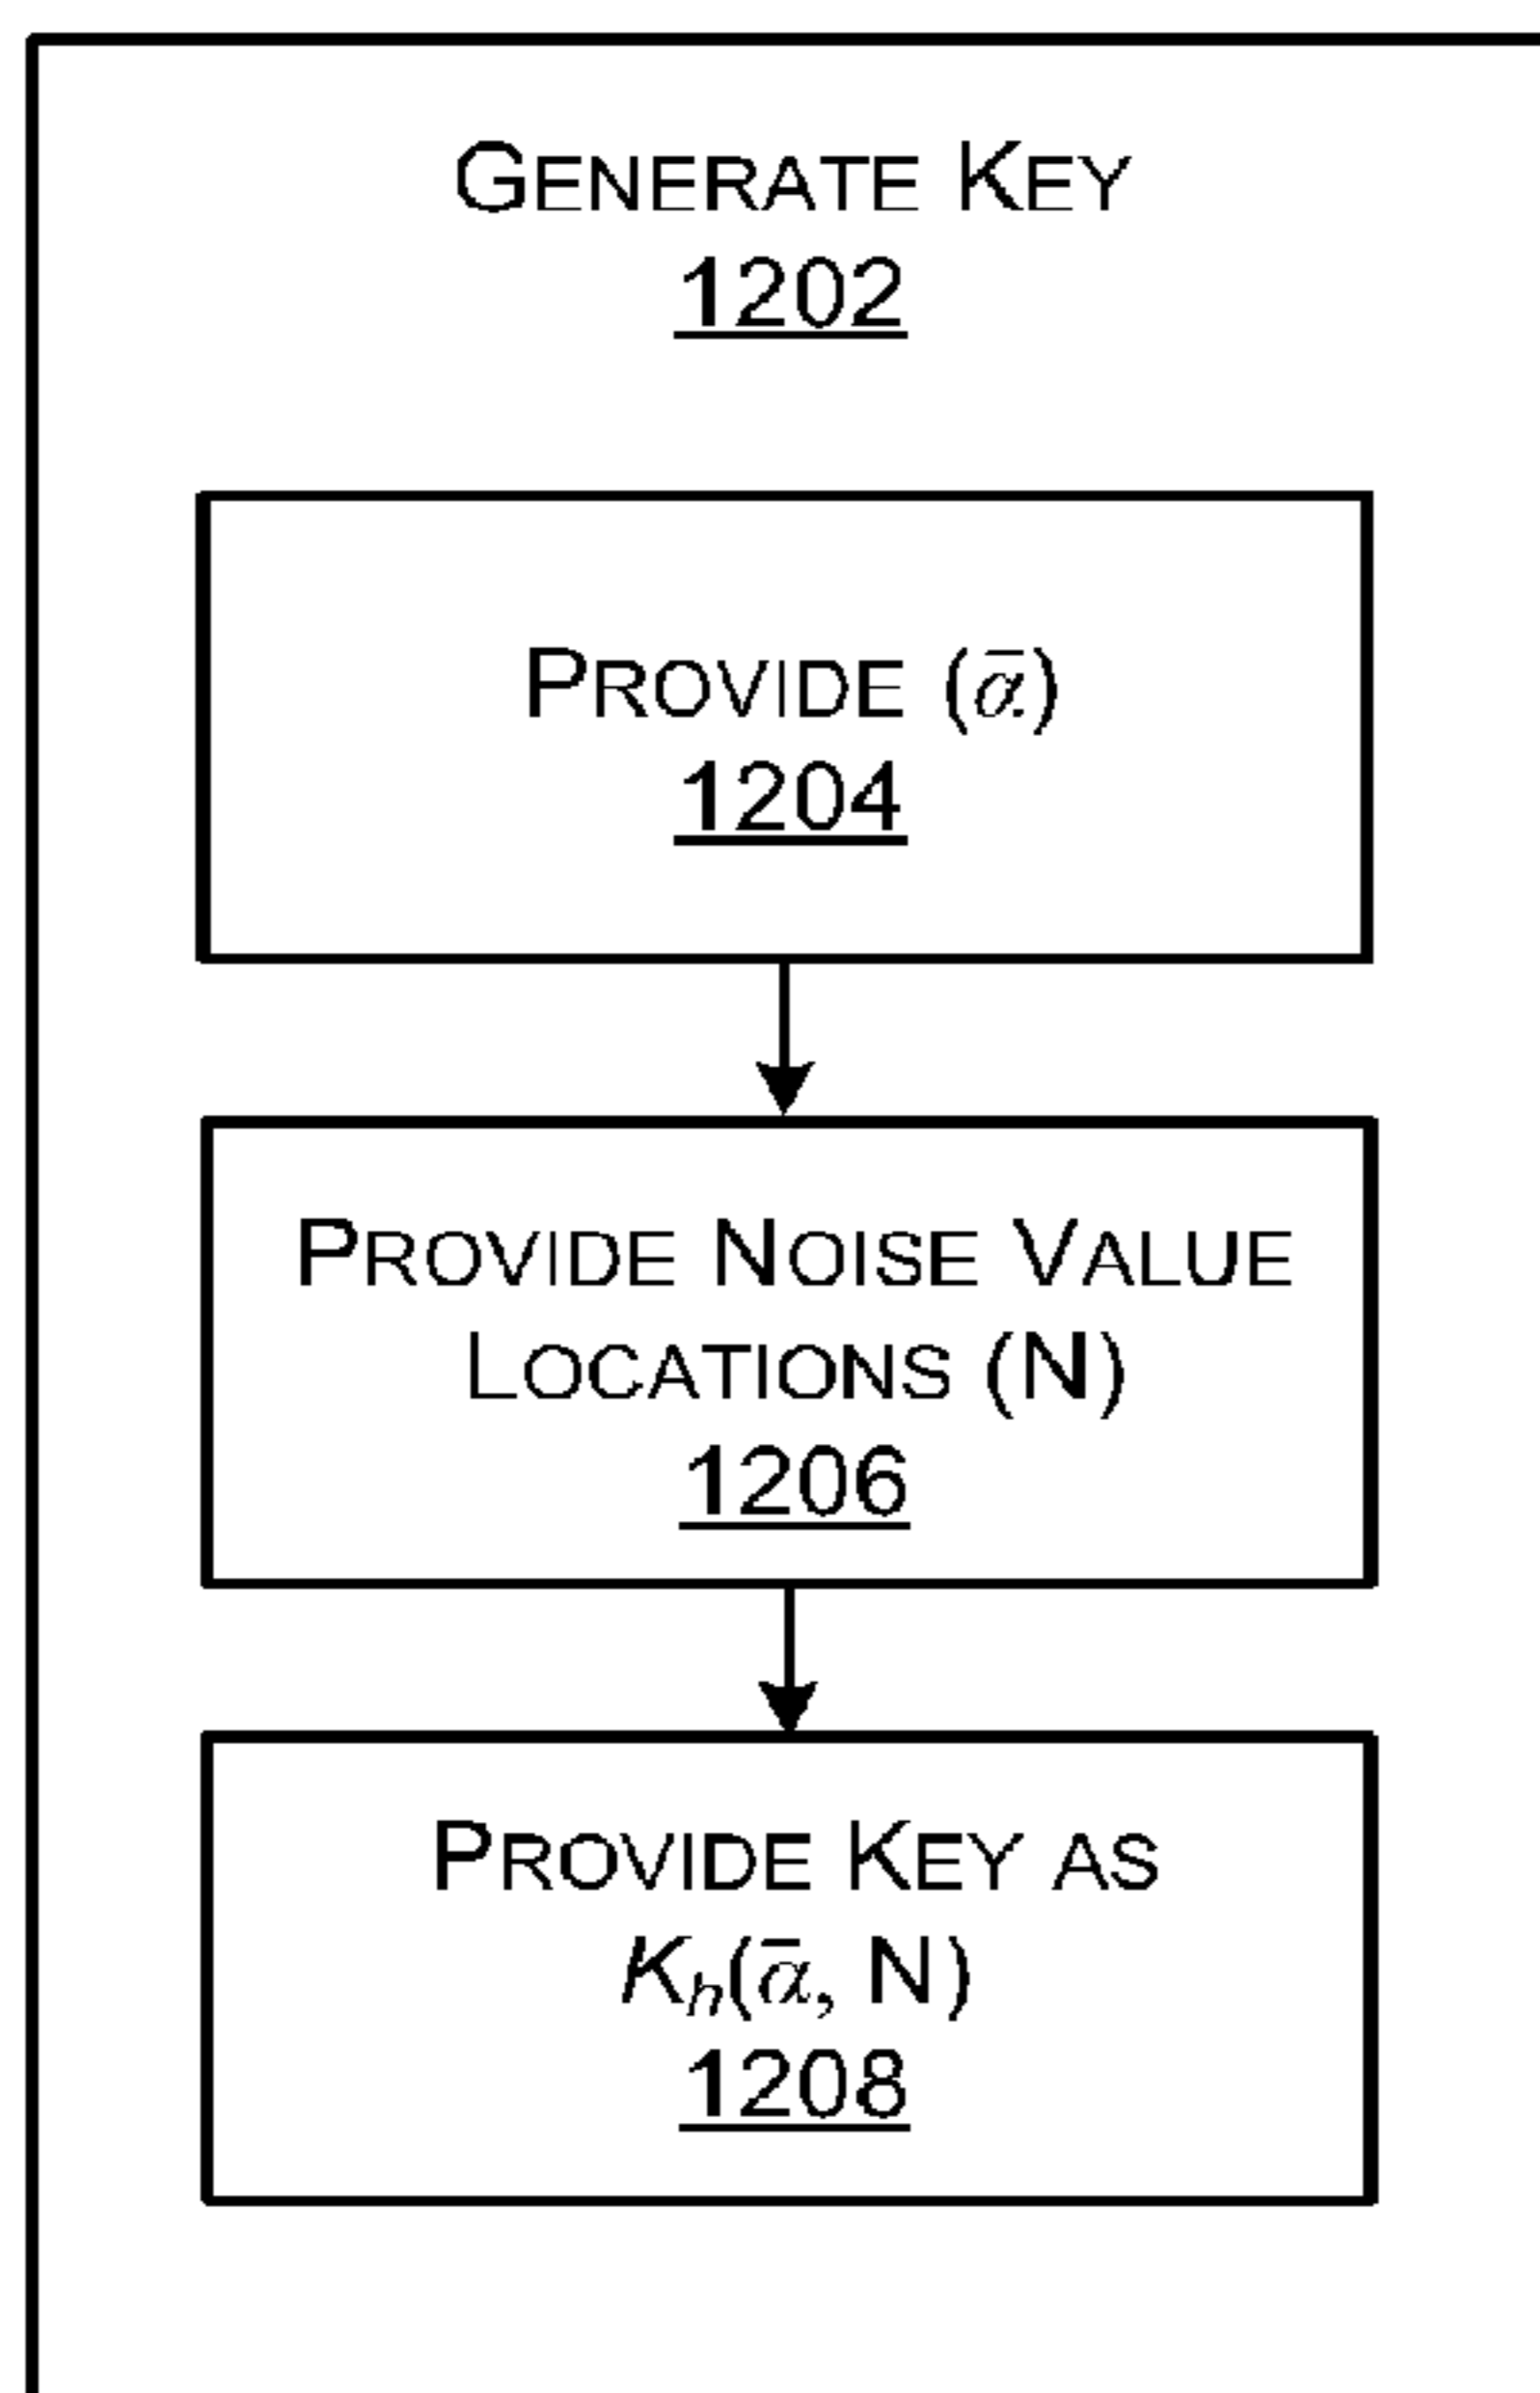 GENERATE KEY
1202
PROVIDE (ᾱ)
1204
PROVIDE NOISE VALUE
LOCATIONS (N)
1206
PROVIDE KEY AS
Kₕ(ᾱ, N)
1208